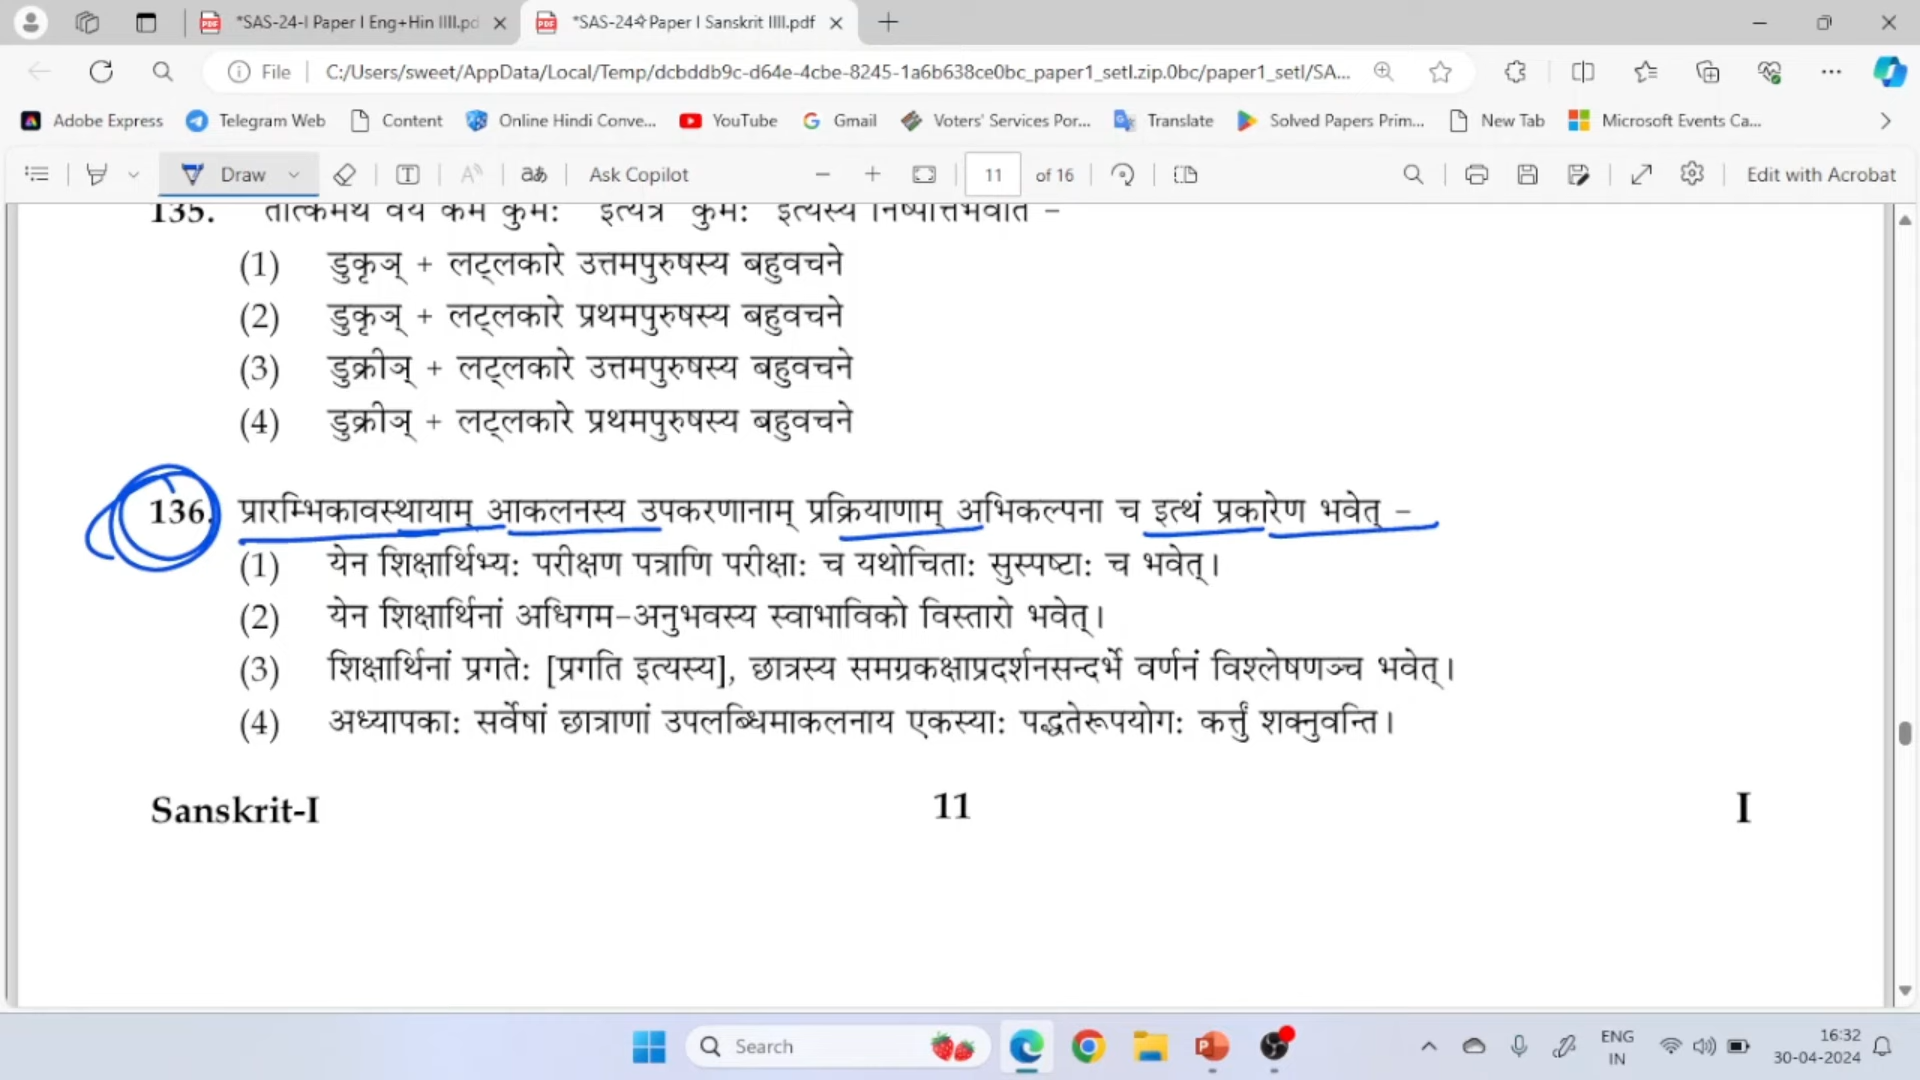 *SAS-24-I Paper I Eng+Hin IIII.pd
*SAS-24 Paper I Sanskrit IIII.pdf
File C:/Users/sweet/AppData/Local/Temp/dcbddb9c-d64e-4cbe-8245-1a6b638ce0bc_paper1_setI.zip.0bc/paper1_setI/SA...
Adobe Express Telegram Web Content Online Hindi Conve... YouTube Gmail Voters' Services Por... Translate Solved Papers Prim... New Tab Microsoft Events Ca...
Draw Ask Copilot 11 of 16 Edit with Acrobat
135. इत्यत्र इत्यस्य –
(1) डुकृञ् + लट्लकारे उत्तमपुरुषस्य बहुवचने
(2) डुकृञ् + लट्लकारे प्रथमपुरुषस्य बहुवचने
(3) डुक्रीञ् + लट्लकारे उत्तमपुरुषस्य बहुवचने
(4) डुक्रीञ् + लट्लकारे प्रथमपुरुषस्य बहुवचने
136. प्रारम्भिकावस्थायाम् आकलनस्य उपकरणानाम् प्रक्रियाणाम् अभिकल्पना च इत्थं प्रकारेण भवेत् –
(1) येन शिक्षार्थिभ्यः परीक्षण पत्राणि परीक्षाः च यथोचिताः सुस्पष्टाः च भवेत्।
(2) येन शिक्षार्थिनां अधिगम-अनुभवस्य स्वाभाविको विस्तारो भवेत्।
(3) शिक्षार्थिनां प्रगतेः [प्रगति इत्यस्य], छात्रस्य समग्रकक्षाप्रदर्शनसन्दर्भे वर्णनं विश्लेषणञ्च भवेत्।
(4) अध्यापकाः सर्वेषां छात्राणां उपलब्धिमाकलनाय एकस्याः पद्धतेरूपयोगः कर्त्तुं शक्नुवन्ति।
Sanskrit-I 11 I
Search
ENG
IN
16:32
30-04-2024